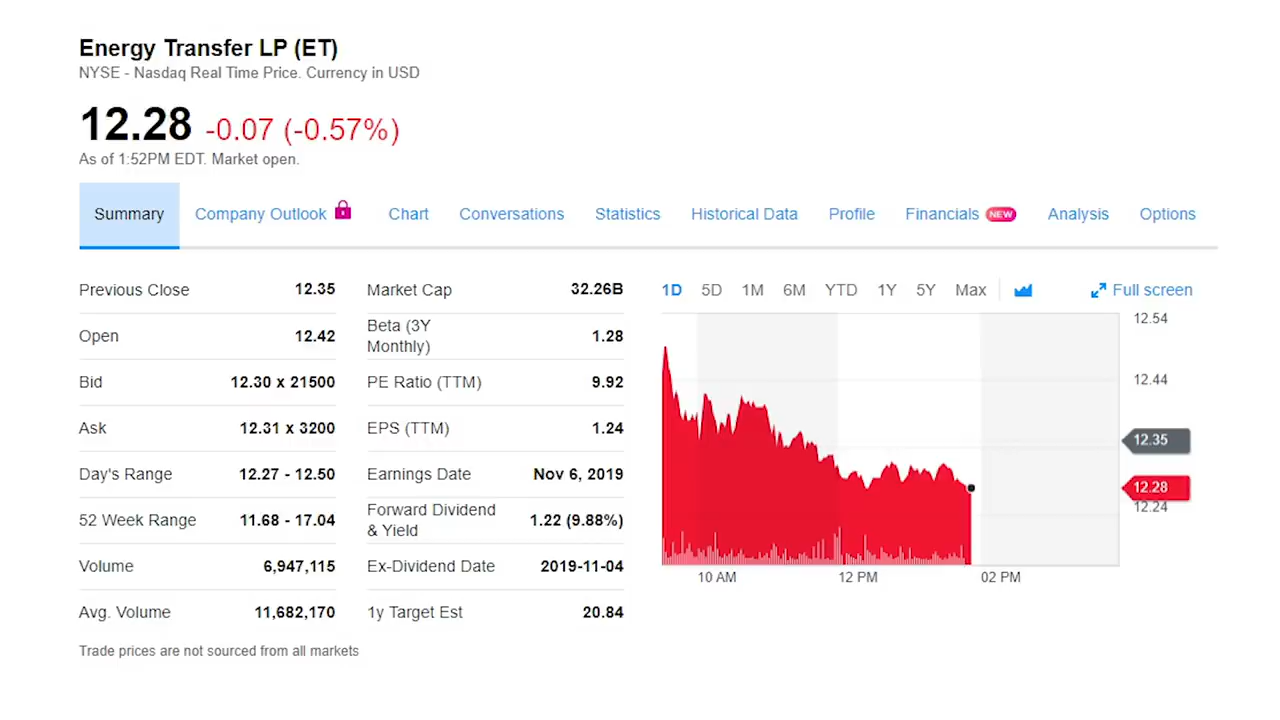 Energy Transfer LP (ET)
NYSE - Nasdaq Real Time Price. Currency in USD
12.28 -0.07 (-0.57%)
As of 1:52PM EDT. Market open.
Summary Company Outlook Chart Conversations Statistics Historical Data Profile Financials NEW Analysis Options
Previous Close 12.35
Open 12.42
Bid 12.30 x 21500
Ask 12.31 x 3200
Day's Range 12.27 - 12.50
52 Week Range 11.68 - 17.04
Volume 6,947,115
Avg. Volume 11,682,170
Market Cap 32.26B
Beta (3Y
Monthly) 1.28
PE Ratio (TTM) 9.92
EPS (TTM) 1.24
Earnings Date Nov 6, 2019
Forward Dividend
& Yield 1.22 (9.88%)
Ex-Dividend Date 2019-11-04
1y Target Est 20.84
1D 5D 1M 6M YTD 1Y 5Y Max Full screen
12.54
12.44
12.35
12.28
12.24
10 AM 12 PM 02 PM
Trade prices are not sourced from all markets